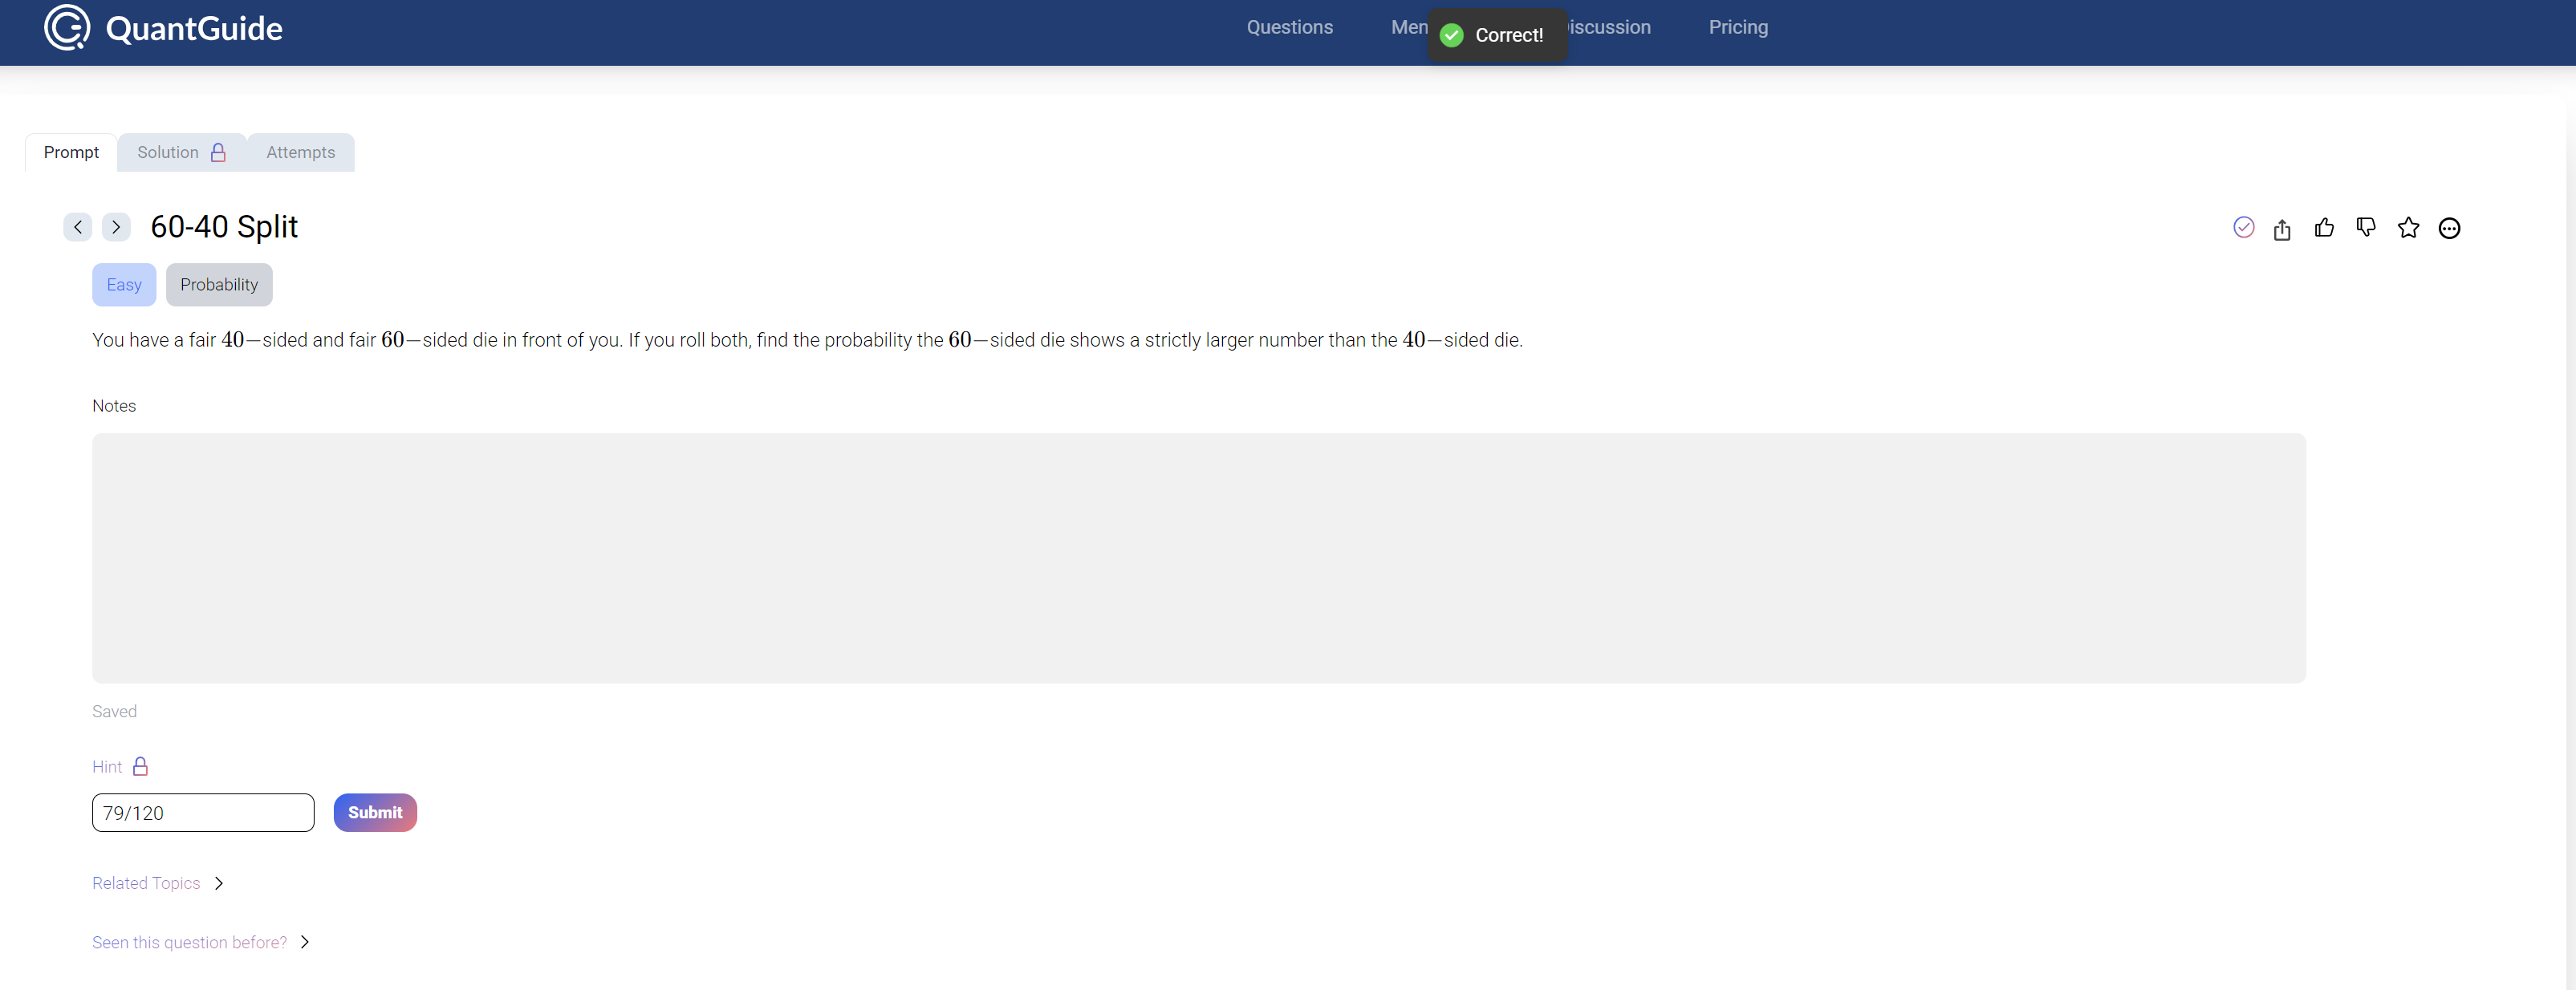 QuantGuide
Questions
Men
Correct!
iscussion
Pricing
Prompt
Solution
Attempts
60-40 Split
Easy
Probability
You have a fair 40−sided and fair 60−sided die in front of you. If you roll both, find the probability the 60−sided die shows a strictly larger number than the 40−sided die.
Notes
Saved
Hint
79/120
Submit
Related Topics
Seen this question before?